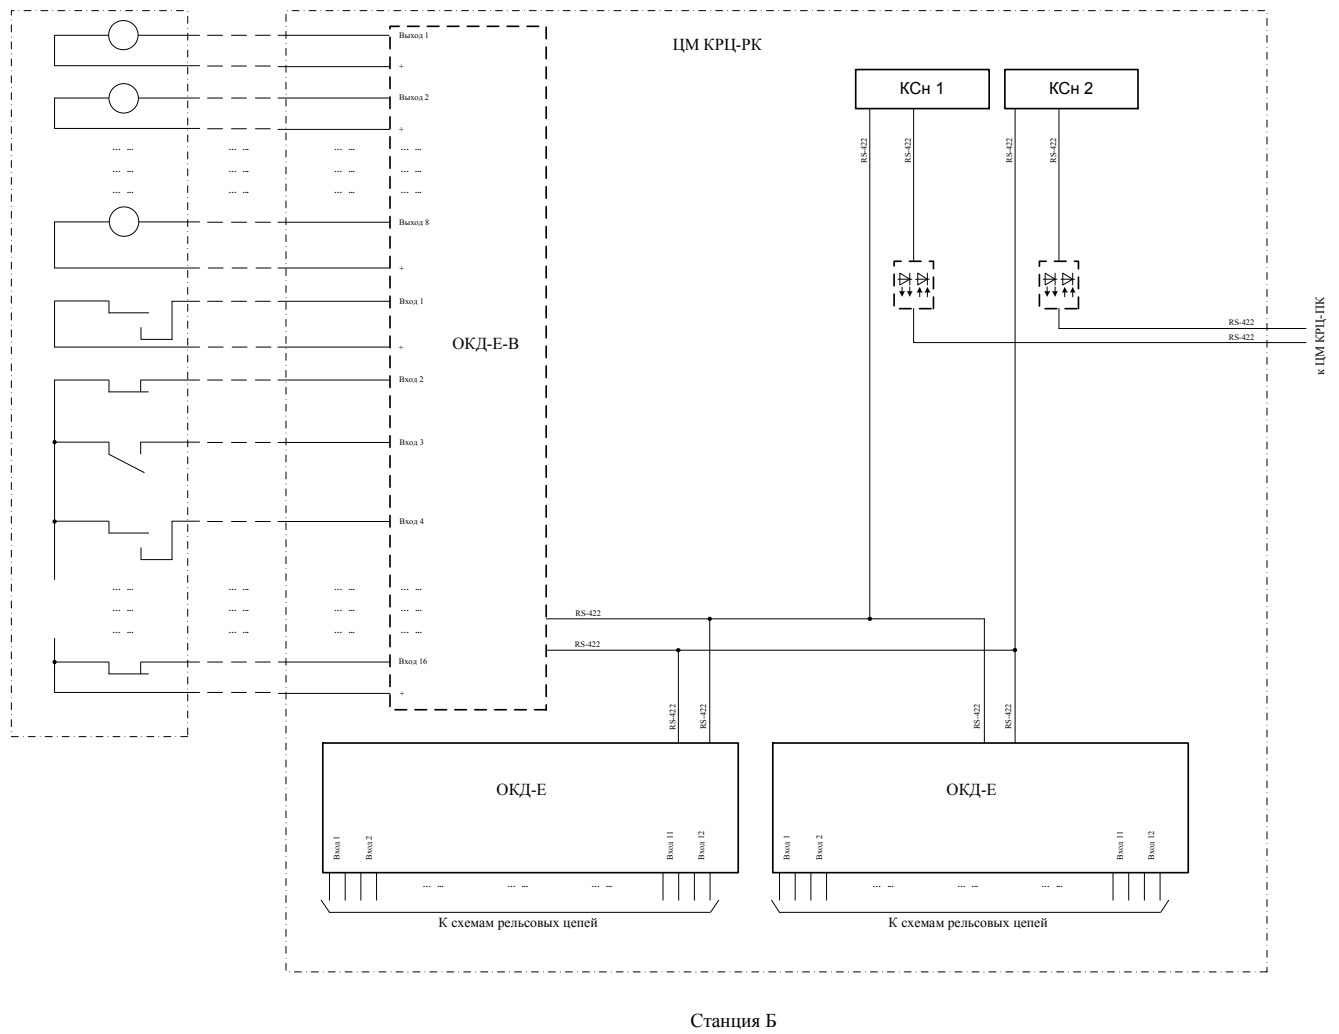 ЦМ КРЦ-РК
Выход 1
+
Выход 2
+
... ... ... ... ... ... ... ...
... ... ... ... ... ... ... ...
... ... ... ... ... ... ... ...
Выход 8
+
Вход 1
+
Вход 2
Вход 3
Вход 4
... ... ... ... ... ... ... ...
... ... ... ... ... ... ... ...
... ... ... ... ... ... ... ...
Вход 16
+
ОКД-Е-В
КСн 1
КСн 2
RS-422
RS-422
RS-422
RS-422
RS-422
RS-422
к ЦМ КРЦ-ПК
RS-422
RS-422
RS-422
RS-422
RS-422
RS-422
ОКД-Е
Вход 1
Вход 2
Вход 11
Вход 12
... ... ... ... ... ...
К схемам рельсовых цепей
ОКД-Е
Вход 1
Вход 2
Вход 11
Вход 12
... ... ... ... ... ...
К схемам рельсовых цепей
Станция Б